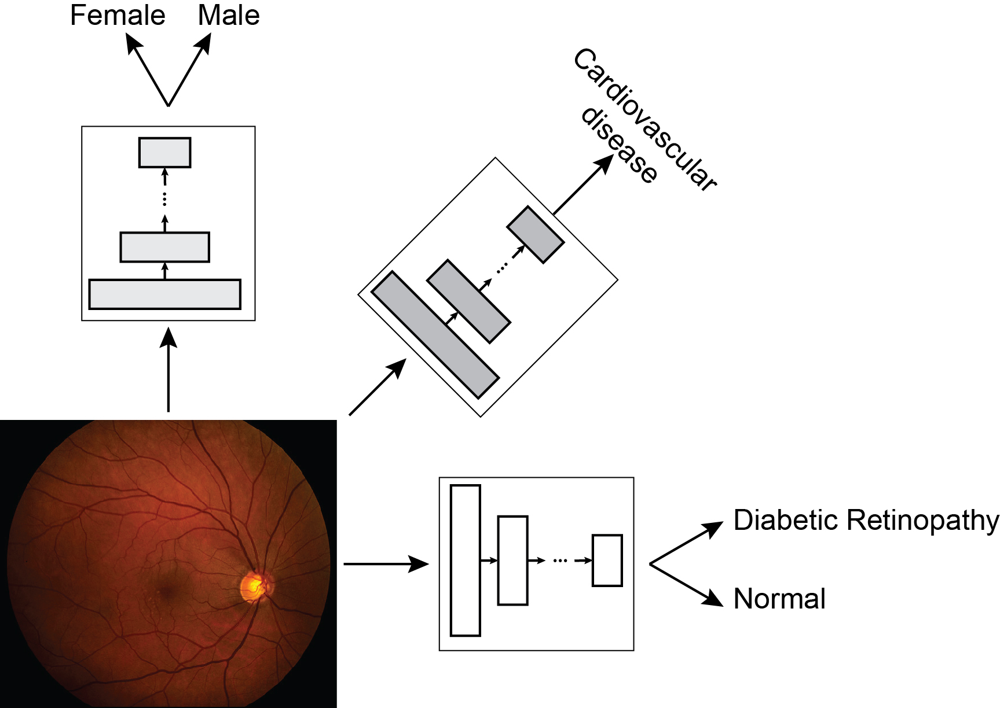 Female Male
Cardiovascular
disease
Diabetic Retinopathy
Normal